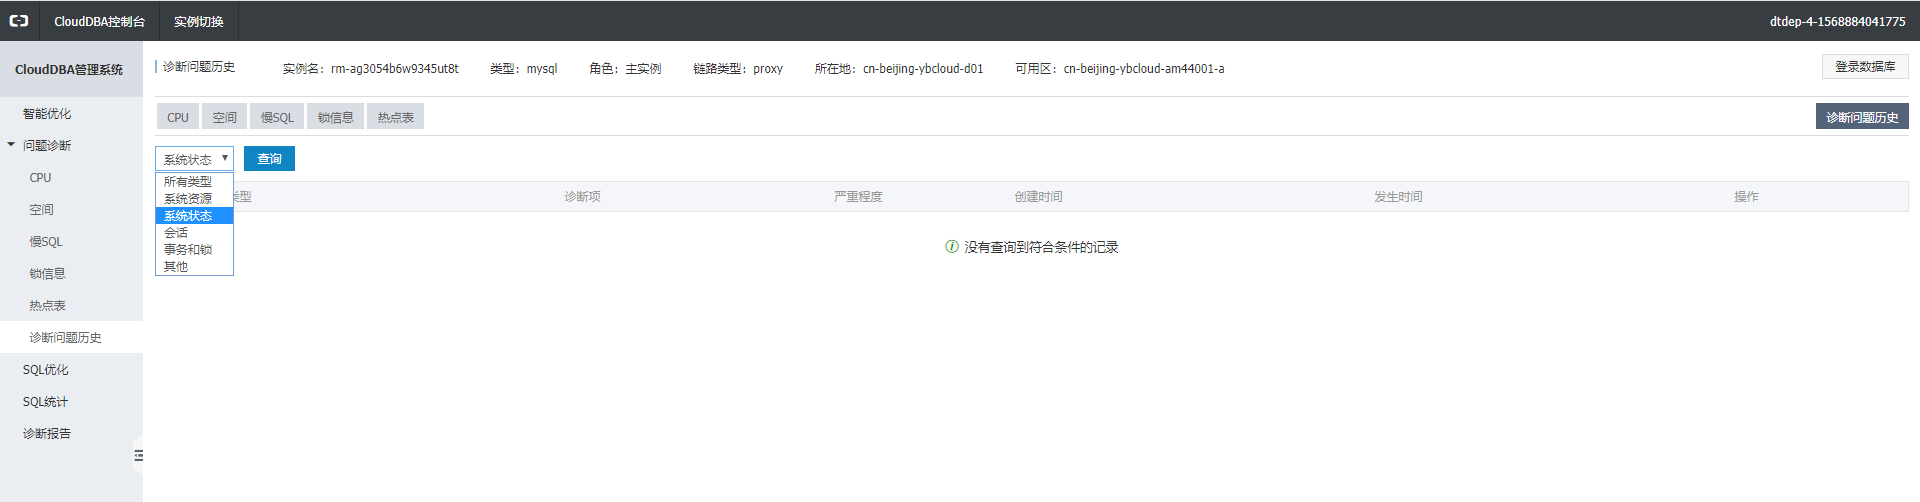 CloudDBA控制台 实例切换 dtdep-4-1568884041775
CloudDBA管理系统
智能优化
问题诊断
CPU
空间
慢SQL
锁信息
热点表
诊断问题历史
SQL优化
SQL统计
诊断报告
诊断问题历史 实例名：rm-ag3054b6w9345ut8t 类型：mysql 角色：主实例 链路类型：proxy 所在地：cn-beijing-ybcloud-d01 可用区：cn-beijing-ybcloud-am44001-a 登录数据库
CPU 空间 慢SQL 锁信息 热点表 诊断问题历史
系统状态 查询
所有类型
系统资源
系统状态
会话
事务和锁
其他
类型 诊断项 严重程度 创建时间 发生时间 操作
没有查询到符合条件的记录